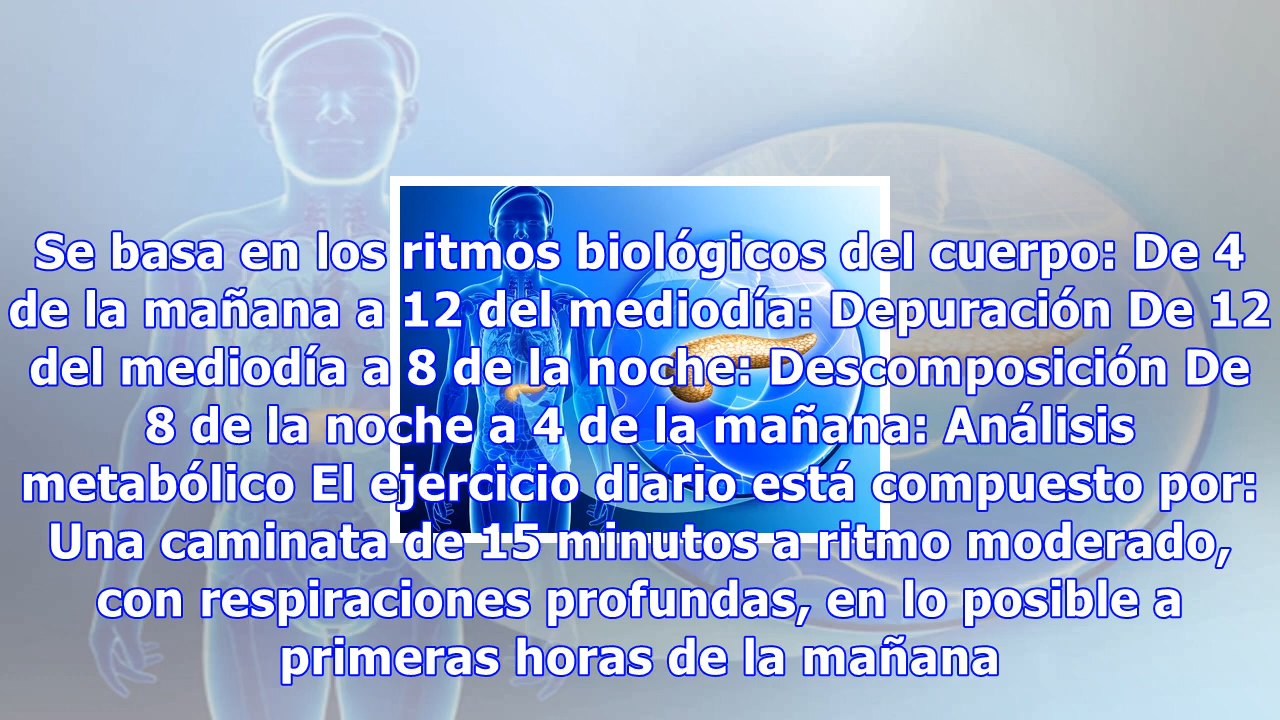 Se basa en los ritmos biológicos del cuerpo: De 4
de la mañana a 12 del mediodía: Depuración De 12
del mediodía a 8 de la noche: Descomposición De
8 de la noche a 4 de la mañana: Análisis
metabólico El ejercicio diario está compuesto por:
Una caminata de 15 minutos a ritmo moderado,
con respiraciones profundas, en lo posible a
primeras horas de la mañana